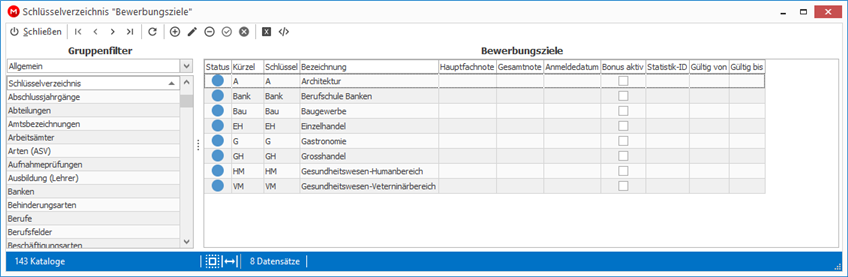 Schlüsselverzeichnis "Bewerbungsziele"
Schließen
Gruppenfilter
Allgemein
Schlüsselverzeichnis
Abschlussjahrgänge
Abteilungen
Amtsbezeichnungen
Arbeitsämter
Arten (ASV)
Aufnahmeprüfungen
Ausbildung (Lehrer)
Banken
Behinderungsarten
Berufe
Berufsfelder
Beschäftigungsarten
Bewerbungsziele
Status Kürzel Schlüssel Bezeichnung Hauptfachnote Gesamtnote Anmeldedatum Bonus aktiv Statistik-ID Gültig von Gültig bis
A A Architektur
Bank Bank Berufschule Banken
Bau Bau Baugewerbe
EH EH Einzelhandel
G G Gastronomie
GH GH Grosshandel
HM HM Gesundheitswesen-Humanbereich
VM VM Gesundheitswesen-Veterninärbereich
143 Kataloge 8 Datensätze